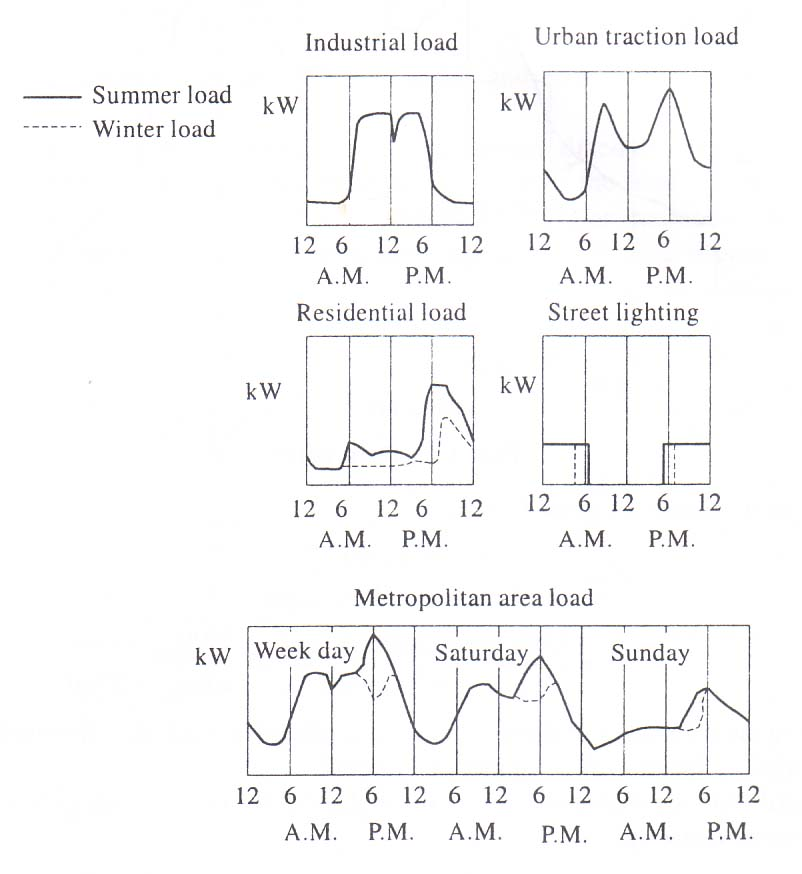 Industrial load
Urban traction load
Summer load
Winter load
kW
kW
12 6 12 6 12
A.M. P.M.
12 6 12 6 12
A.M. P.M.
Residential load
Street lighting
kW
kW
12 6 12 6 12
A.M. P.M.
12 6 12 6 12
A.M. P.M.
Metropolitan area load
kW
Week day
Saturday
Sunday
12 6 12 6 12 6 12 6 12 6 12 6 12
A.M. P.M. A.M. P.M. A.M. P.M.